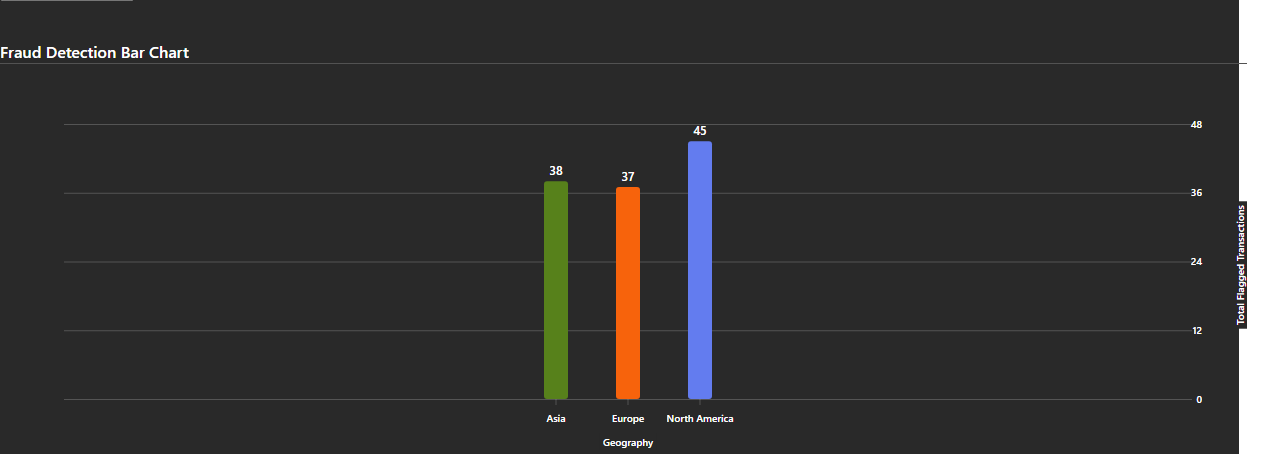 Fraud Detection Bar Chart
48
45
38
37
36
24
12
0
Total Flagged Transactions
Asia
Europe
North America
Geography